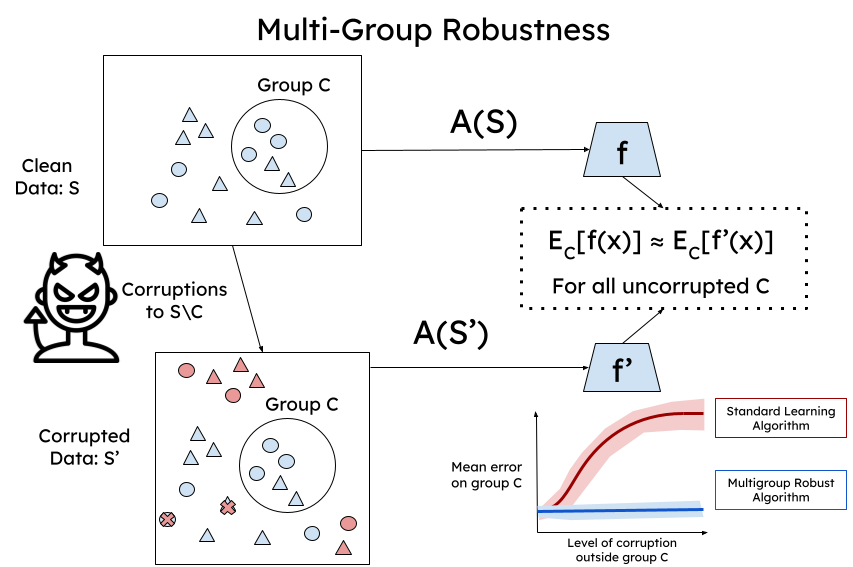 Multi-Group Robustness
Group C
Clean
Data: S
A(S)
f
E_C[f(x)] ≈ E_C[f’(x)]
For all uncorrupted C
Corruptions
to S\C
A(S’)
f’
Group C
Corrupted
Data: S’
Mean error
on group C
Standard Learning
Algorithm
Multigroup Robust
Algorithm
Level of corruption
outside group C